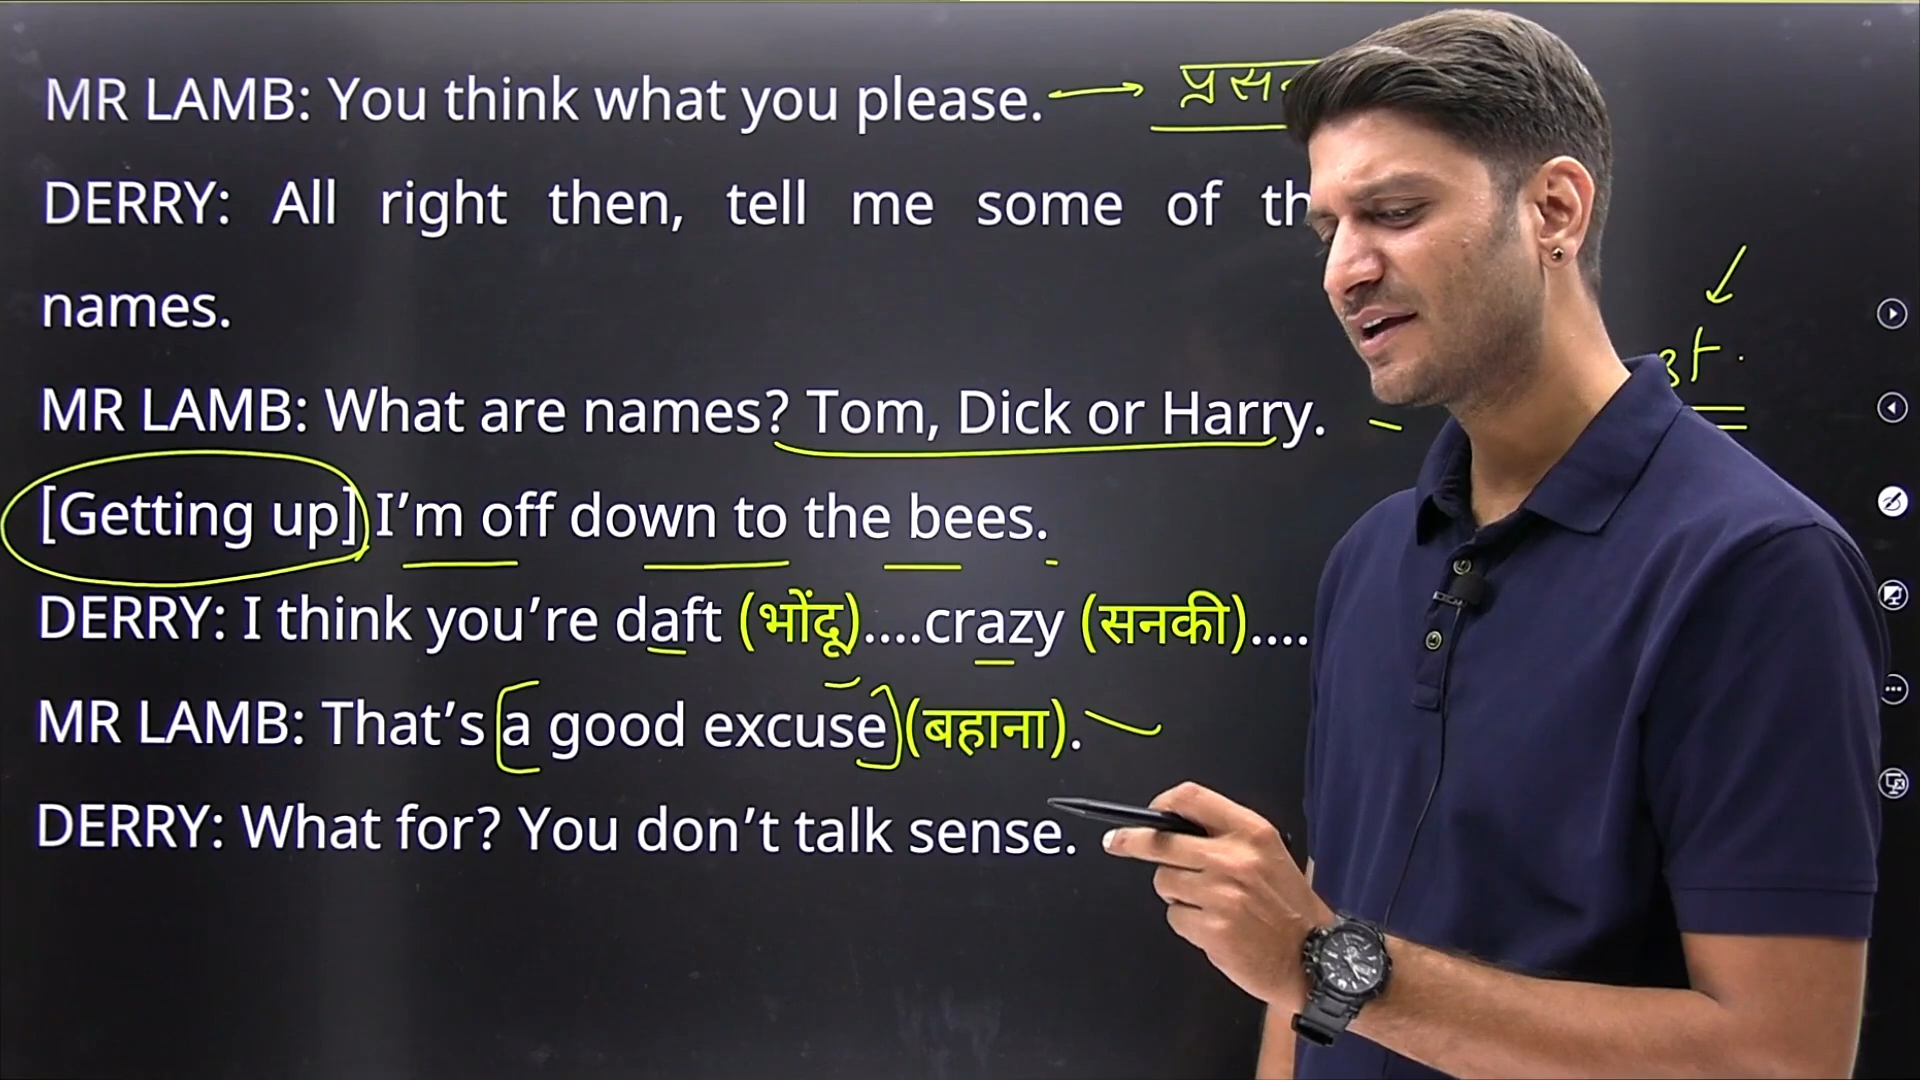 MR LAMB: You think what you please.
DERRY: All right then, tell me some of
names.
MR LAMB: What are names? Tom, Dick or Harry.
[Getting up] I’m off down to the bees.
DERRY: I think you’re daft (भोंदू)....crazy (सनकी)....
MR LAMB: That’s a good excuse (बहाना).
DERRY: What for? You don’t talk sense.